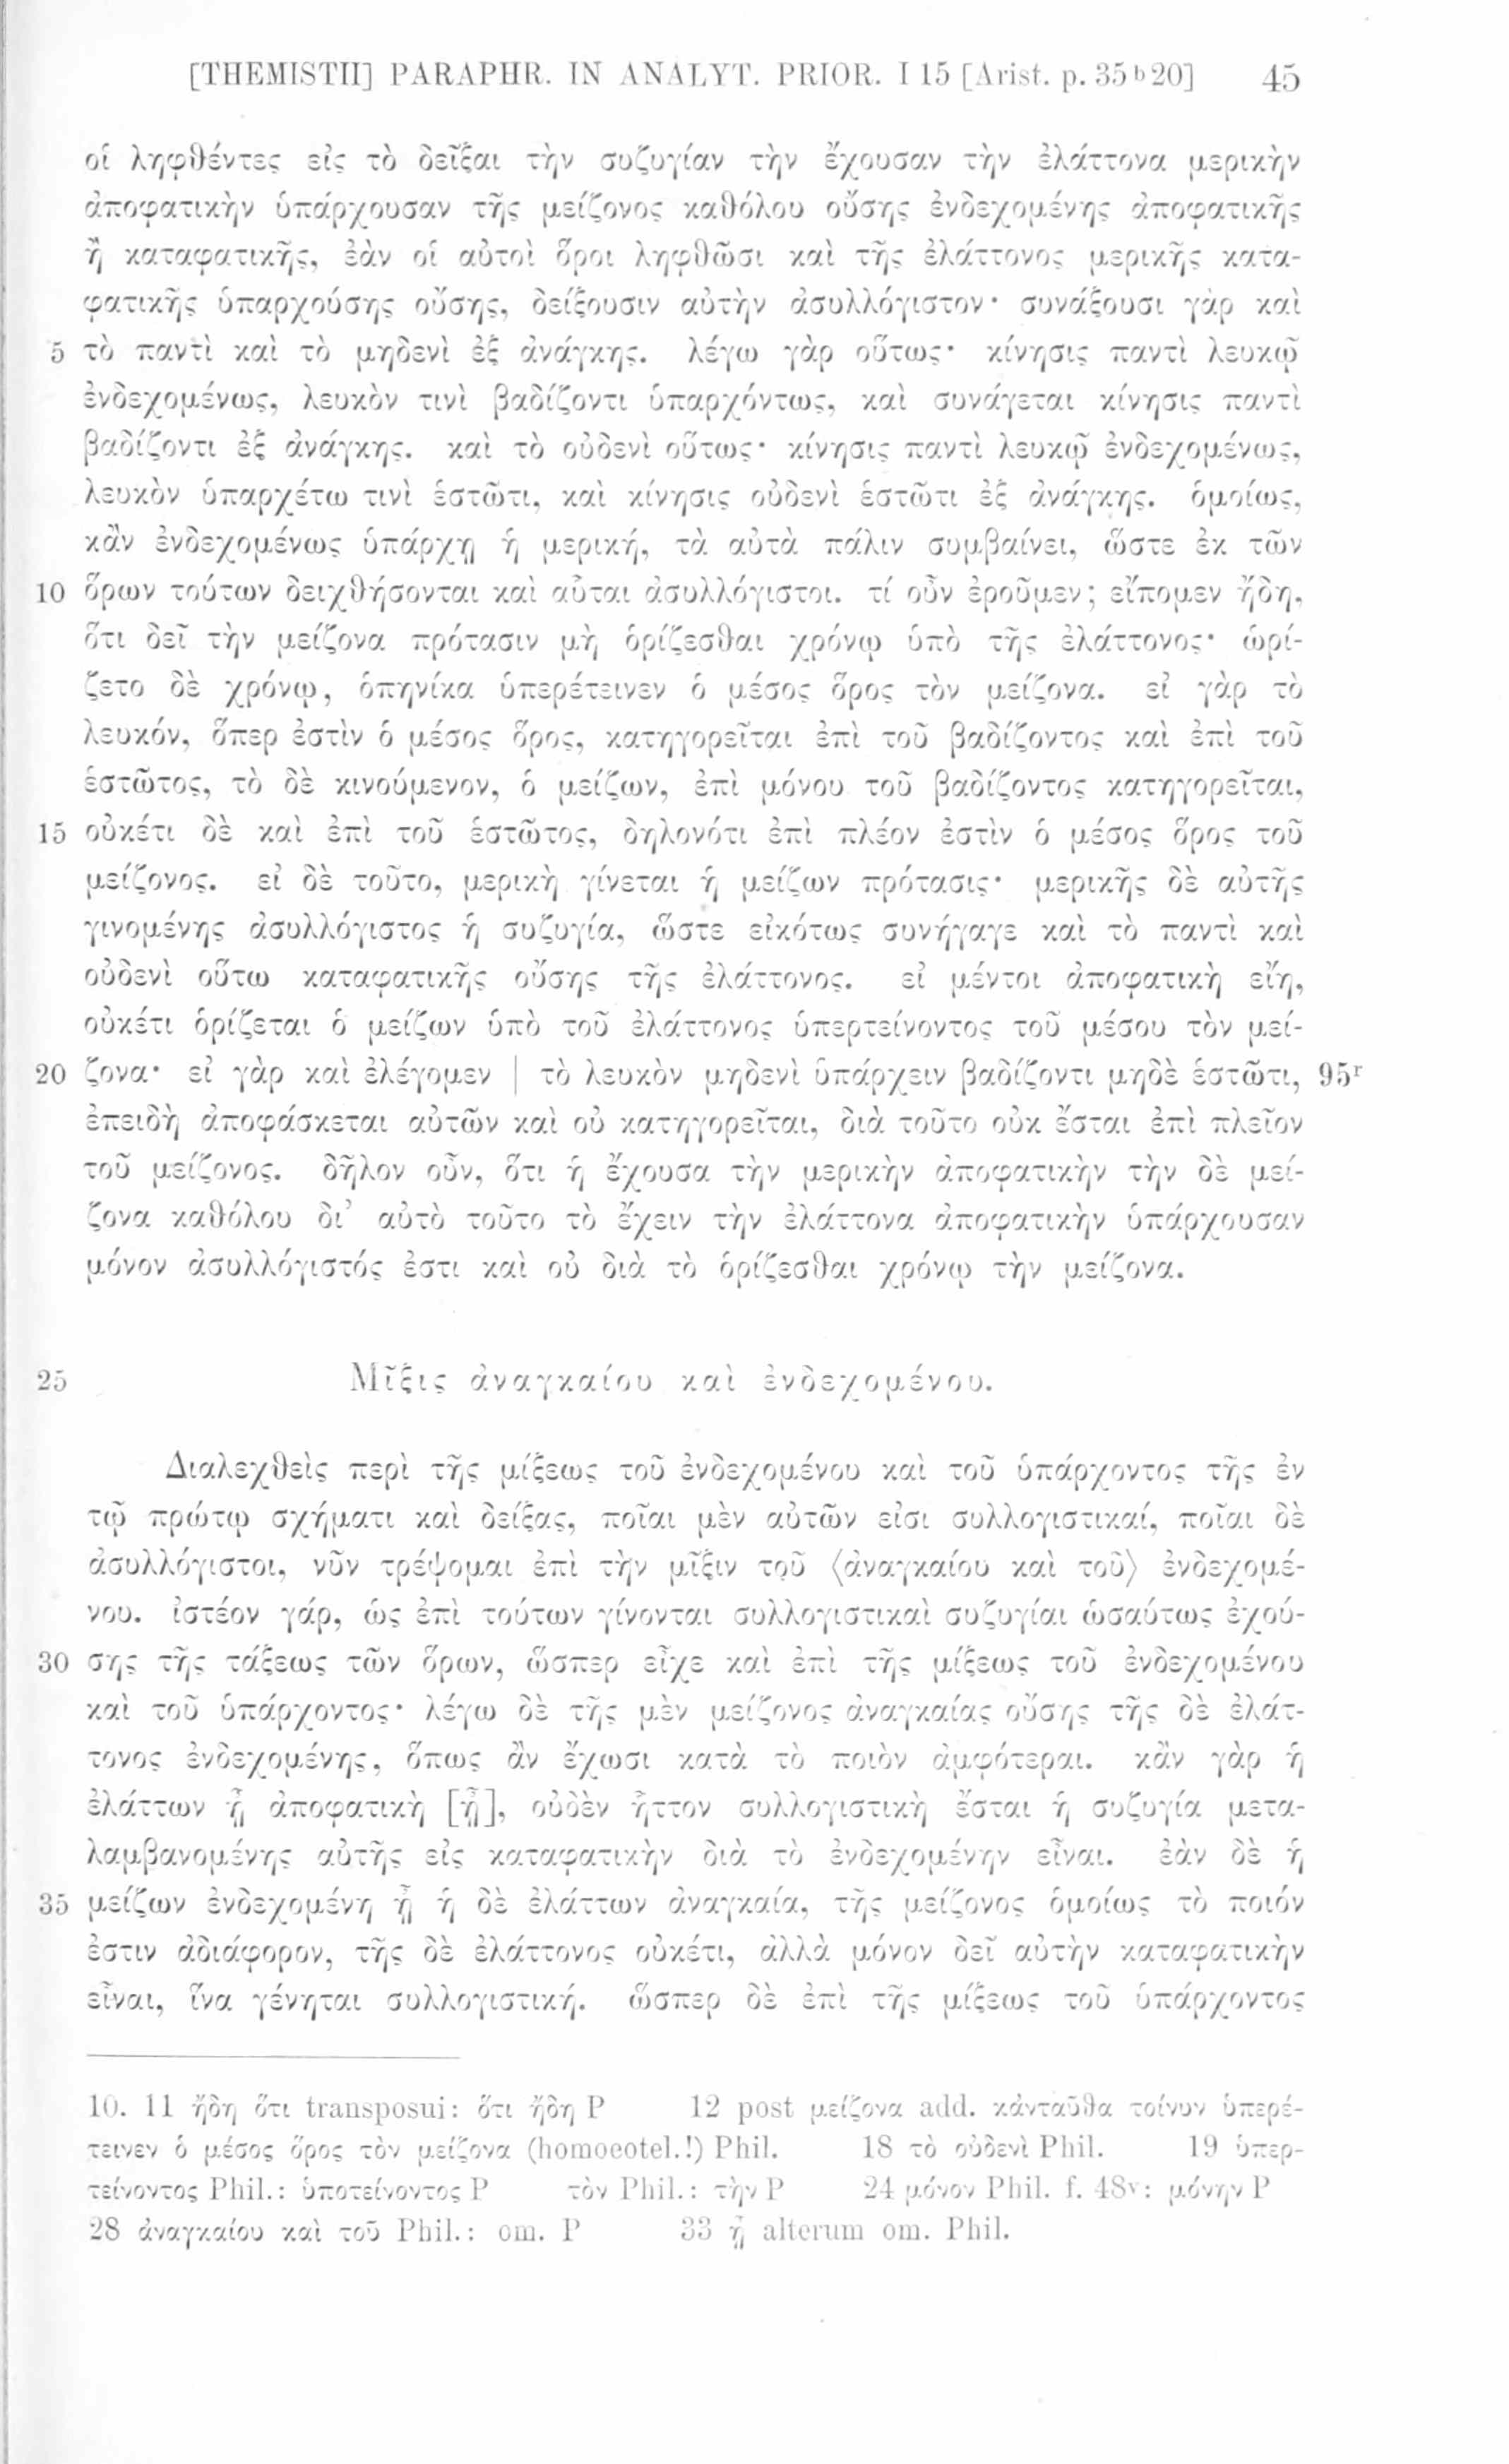 [THEMISTII] PARAPHR. IN ANALYT. PRIOR. I 15 [Arist. p. 35ᵇ20] 45
οἱ ληφθέντες εἰς τὸ δεῖξαι τὴν συζυγίαν τὴν ἔχουσαν τὴν ἐλάττονα μερικὴν
ἀποφατικὴν ὑπάρχουσαν τῆς μείζονος καθόλου οὔσης ἐνδεχομένης ἀποφατικῆς
ἢ καταφατικῆς, ἐὰν οἱ αὐτοὶ ὅροι ληφθῶσι καὶ τῆς ἐλάττονος μερικῆς κατα-
φατικῆς ὑπαρχούσης οὔσης, δείξουσιν αὐτὴν ἀσυλλόγιστον· συνάξουσι γὰρ καὶ
5 τὸ παντὶ καὶ τὸ μηδενὶ ἐξ ἀνάγκης. λέγω γὰρ οὕτως· κίνησις παντὶ λευκῷ
ἐνδεχομένως, λευκὸν τινὶ βαδίζοντι ὑπαρχόντως, καὶ συνάγεται κίνησις παντὶ
βαδίζοντι ἐξ ἀνάγκης. καὶ τὸ οὐδενὶ οὕτως· κίνησις παντὶ λευκῷ ἐνδεχομένως,
λευκὸν ὑπαρχέτω τινὶ ἑστῶτι, καὶ κίνησις οὐδενὶ ἑστῶτι ἐξ ἀνάγκης. ὁμοίως,
κἂν ἐνδεχομένως ὑπάρχῃ ἡ μερική, τὰ αὐτὰ πάλιν συμβαίνει, ὥστε ἐκ τῶν
10 ὅρων τούτων δειχθήσονται καὶ αὗται ἀσυλλόγιστοι. τί οὖν ἐροῦμεν; εἴπομεν ἤδη,
ὅτι δεῖ τὴν μείζονα πρότασιν μὴ ὁρίζεσθαι χρόνῳ ὑπὸ τῆς ἐλάττονος· ὡρί-
ζετο δὲ χρόνῳ, ὁπηνίκα ὑπερέτεινεν ὁ μέσος ὅρος τὸν μείζονα. εἰ γὰρ τὸ
λευκόν, ὅπερ ἐστὶν ὁ μέσος ὅρος, κατηγορεῖται ἐπὶ τοῦ βαδίζοντος καὶ ἐπὶ τοῦ
ἑστῶτος, τὸ δὲ κινούμενον, ὁ μείζων, ἐπὶ μόνου τοῦ βαδίζοντος κατηγορεῖται,
15 οὐκέτι δὲ καὶ ἐπὶ τοῦ ἑστῶτος, δηλονότι ἐπὶ πλέον ἐστὶν ὁ μέσος ὅρος τοῦ
μείζονος. εἰ δὲ τοῦτο, μερικὴ γίνεται ἡ μείζων πρότασις· μερικῆς δὲ αὐτῆς
γινομένης ἀσυλλόγιστος ἡ συζυγία, ὥστε εἰκότως συνήγαγε καὶ τὸ παντὶ καὶ
οὐδενὶ οὕτω καταφατικῆς οὔσης τῆς ἐλάττονος. εἰ μέντοι ἀποφατικὴ εἴη,
οὐκέτι ὁρίζεται ὁ μείζων ὑπὸ τοῦ ἐλάττονος ὑπερτείνοντος τοῦ μέσου τὸν μεί-
20 ζονα· εἰ γὰρ καὶ ἐλέγομεν | τὸ λευκὸν μηδενὶ ὑπάρχειν βαδίζοντι μηδὲ ἑστῶτι, 95ʳ
ἐπειδὴ ἀποφάσκεται αὐτῶν καὶ οὐ κατηγορεῖται, διὰ τοῦτο οὐκ ἔσται ἐπὶ πλεῖον
τοῦ μείζονος. δῆλον οὖν, ὅτι ἡ ἔχουσα τὴν μερικὴν ἀποφατικὴν τὴν δὲ μεί-
ζονα καθόλου δι’ αὐτὸ τοῦτο τὸ ἔχειν τὴν ἐλάττονα ἀποφατικὴν ὑπάρχουσαν
μόνον ἀσυλλόγιστός ἐστι καὶ οὐ διὰ τὸ ὁρίζεσθαι χρόνῳ τὴν μείζονα.
25 Μῖξις ἀναγκαίου καὶ ἐνδεχομένου.
Διαλεχθεὶς περὶ τῆς μίξεως τοῦ ἐνδεχομένου καὶ τοῦ ὑπάρχοντος τῆς ἐν
τῷ πρώτῳ σχήματι καὶ δείξας, ποῖαι μὲν αὐτῶν εἰσι συλλογιστικαί, ποῖαι δὲ
ἀσυλλόγιστοι, νῦν τρέψομαι ἐπὶ τὴν μῖξιν τοῦ ⟨ἀναγκαίου καὶ τοῦ⟩ ἐνδεχομέ-
νου. ἰστέον γάρ, ὡς ἐπὶ τούτων γίνονται συλλογιστικαὶ συζυγίαι ὡσαύτως ἐχού-
30 σης τῆς τάξεως τῶν ὅρων, ὥσπερ εἶχε καὶ ἐπὶ τῆς μίξεως τοῦ ἐνδεχομένου
καὶ τοῦ ὑπάρχοντος· λέγω δὲ τῆς μὲν μείζονος ἀναγκαίας οὔσης τῆς δὲ ἐλάτ-
τονος ἐνδεχομένης, ὅπως ἂν ἔχωσι κατὰ τὸ ποιὸν ἀμφότεραι. κἂν γὰρ ἡ
ἐλάττων ᾖ ἀποφατικὴ [ᾖ], οὐδὲν ἧττον συλλογιστικὴ ἔσται ἡ συζυγία μετα-
λαμβανομένης αὐτῆς εἰς καταφατικὴν διὰ τὸ ἐνδεχομένην εἶναι. ἐὰν δὲ ἡ
35 μείζων ἐνδεχομένη ᾖ ἡ δὲ ἐλάττων ἀναγκαία, τῆς μείζονος ὁμοίως τὸ ποιόν
ἐστιν ἀδιάφορον, τῆς δὲ ἐλάττονος οὐκέτι, ἀλλὰ μόνον δεῖ αὐτὴν καταφατικὴν
εἶναι, ἵνα γένηται συλλογιστική. ὥσπερ δὲ ἐπὶ τῆς μίξεως τοῦ ὑπάρχοντος
10. 11 ἤδη ὅτι transposui: ὅτι ἤδη P 12 post μείζονα add. κἀνταῦθα τοίνυν ὑπερέ-
τεινεν ὁ μέσος ὅρος τὸν μείζονα (homoeotel.!) Phil. 18 τὸ οὐδενὶ Phil. 19 ὑπερ-
τείνοντος Phil.: ὑποτείνοντος P τὸν Phil.: τὴν P 24 μόνον Phil. f. 48ᵛ: μόνην P
28 ἀναγκαίου καὶ τοῦ Phil.: om. P 33 ᾖ alterum om. Phil.